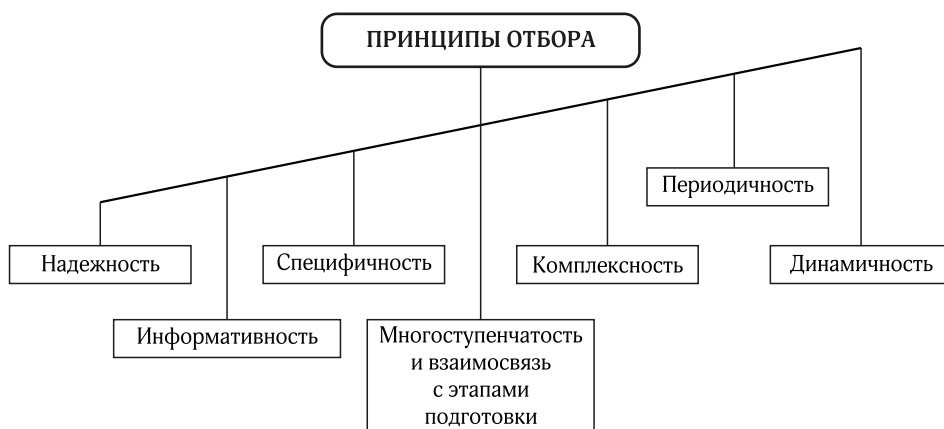 ПРИНЦИПЫ ОТБОРА
Надежность
Информативность
Специфичность
Многоступенчатость
и взаимосвязь
с этапами
подготовки
Комплексность
Периодичность
Динамичность